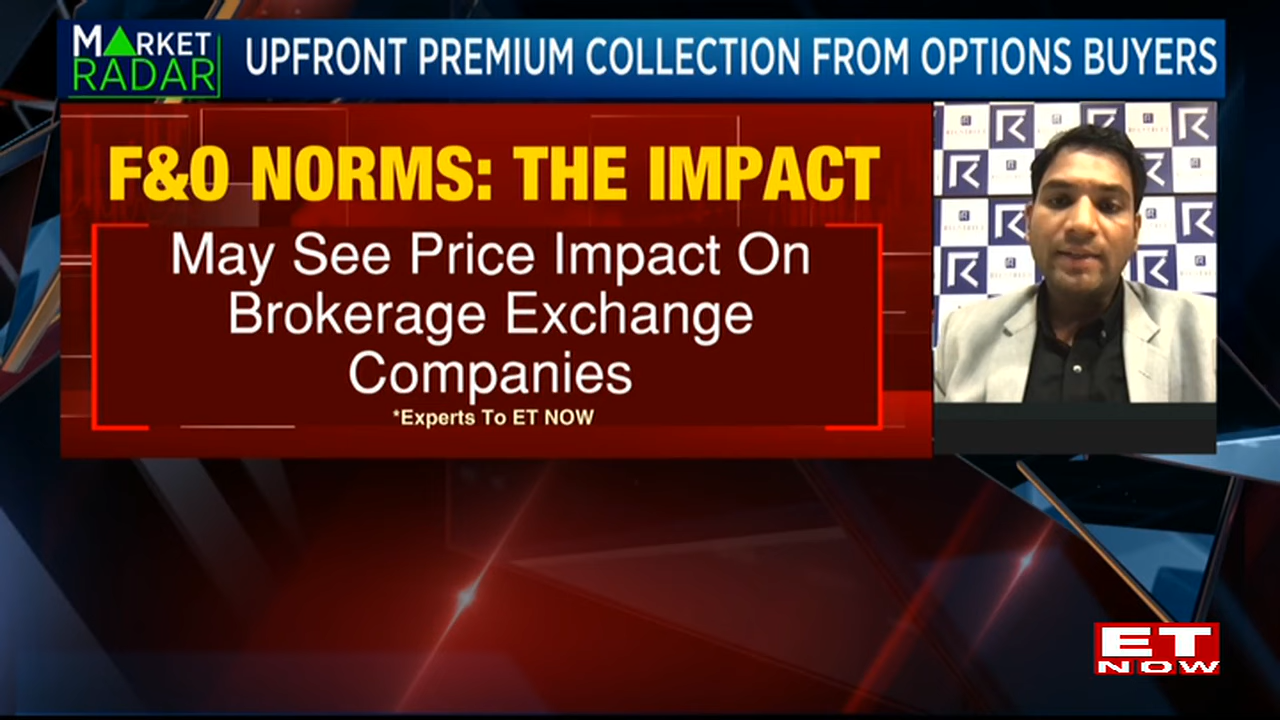 MARKET
RADAR
UPFRONT PREMIUM COLLECTION FROM OPTIONS BUYERS
F&O NORMS: THE IMPACT
May See Price Impact On
Brokerage Exchange
Companies
*Experts To ET NOW
ET
NOW